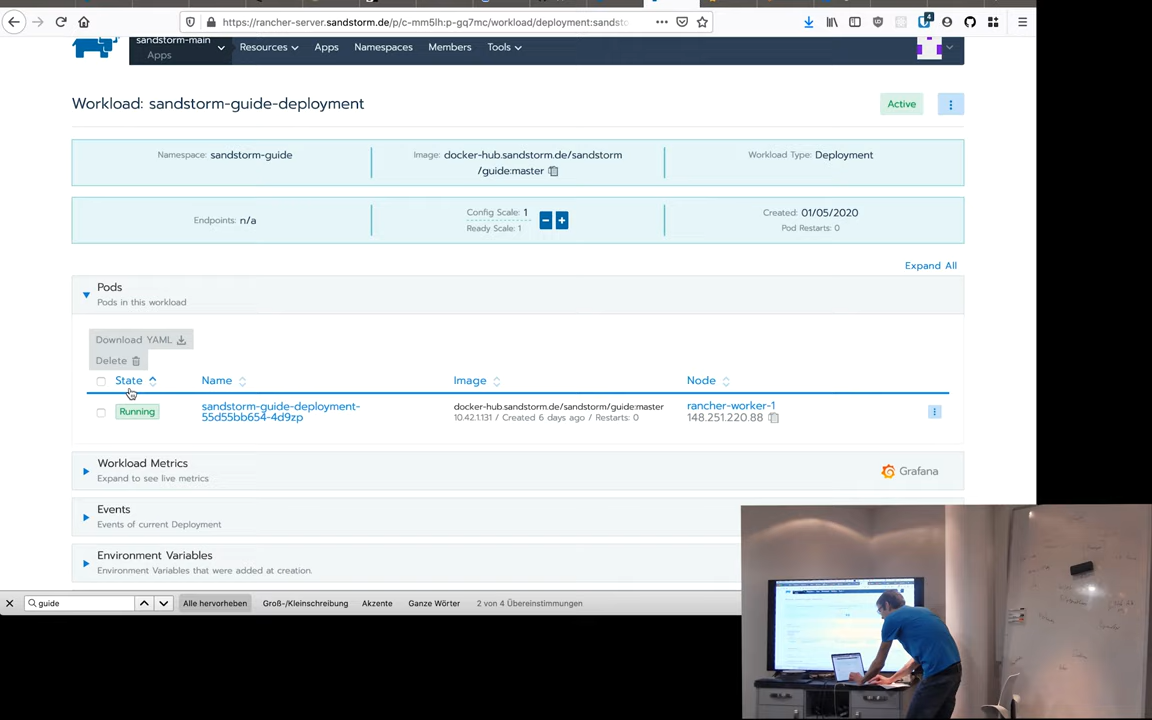 https://rancher-server.sandstorm.de/p/c-mm5lh:p-gq7mc/workload/deployment:sandsto
4
sandstorm-main
Apps
Resources
Apps
Namespaces
Members
Tools
Workload: sandstorm-guide-deployment
Active
Namespace: sandstorm-guide
Image: docker-hub.sandstorm.de/sandstorm
/guide:master
Workload Type: Deployment
Endpoints: n/a
Config Scale: 1
Ready Scale: 1
Created: 01/05/2020
Pod Restarts: 0
Expand All
Pods
Pods in this workload
Download YAML
Delete
State
Name
Image
Node
Running
sandstorm-guide-deployment-
55d55bb654-4d9zp
docker-hub.sandstorm.de/sandstorm/guide:master
10.42.1.131 / Created 6 days ago / Restarts: 0
rancher-worker-1
148.251.220.88
Workload Metrics
Expand to see live metrics
Grafana
Events
Events of current Deployment
Environment Variables
Environment Variables that were added at creation.
guide
Alle hervorheben
Groß-/Kleinschreibung
Akzente
Ganze Wörter
2 von 4 Übereinstimmungen